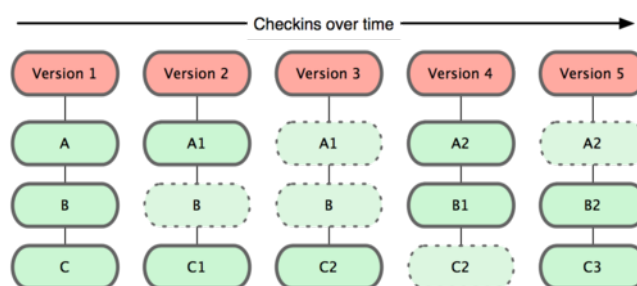 Checkins over time
Version 1 Version 2 Version 3 Version 4 Version 5
A A1 A1 A2 A2
B B B B1 B2
C C1 C2 C2 C3